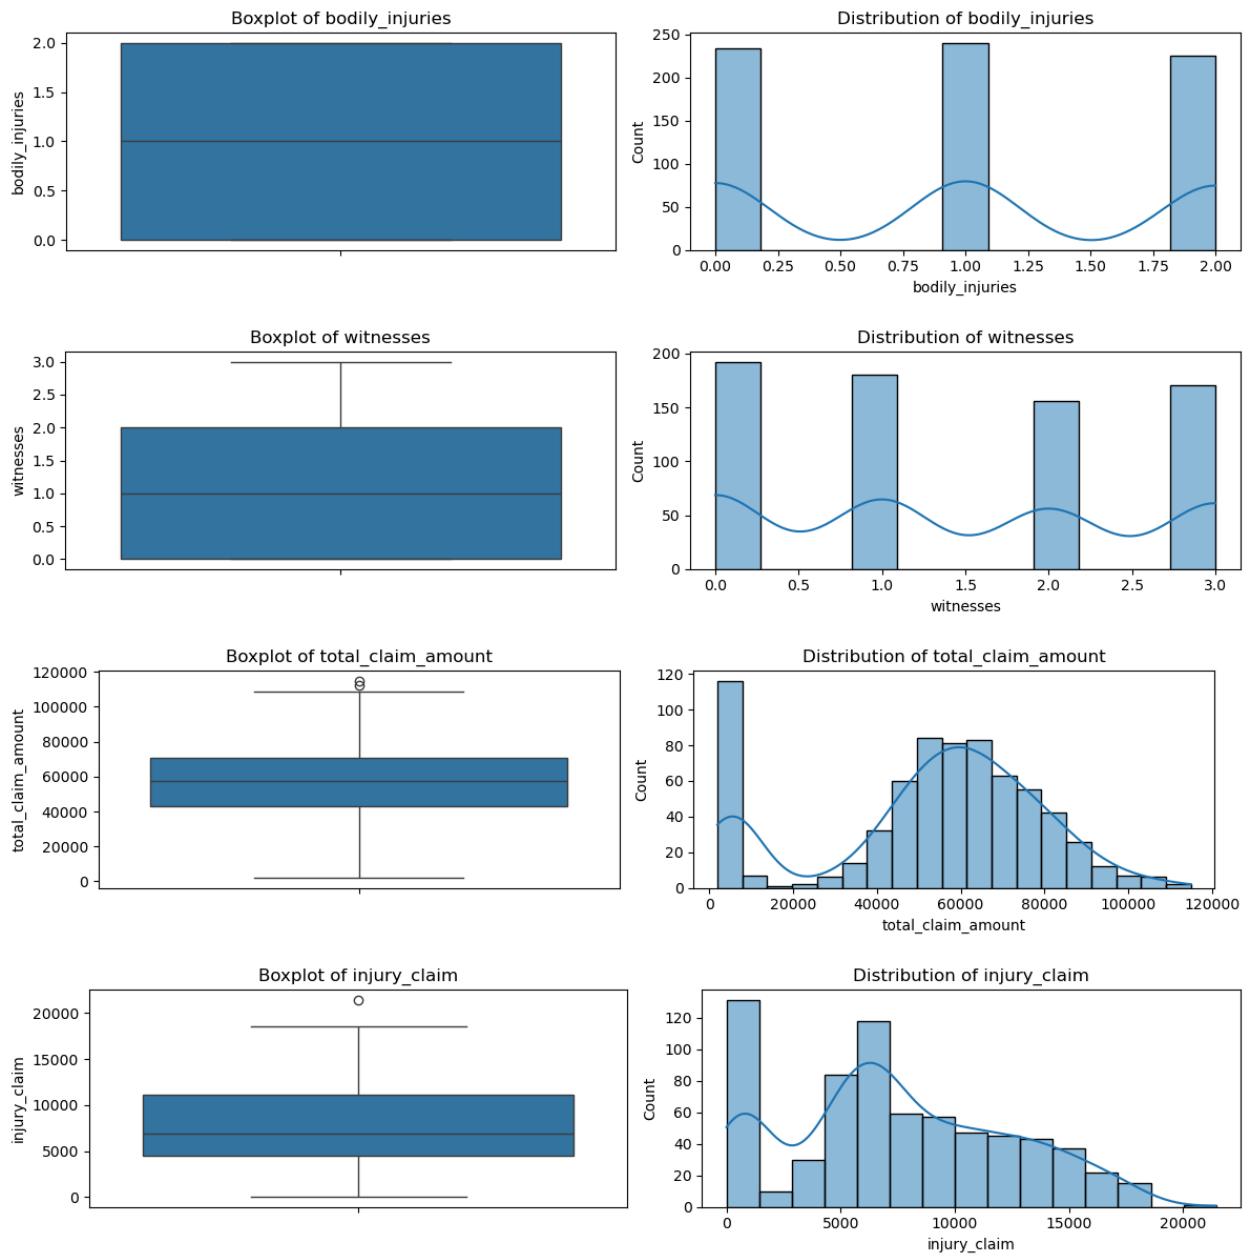 Boxplot of bodily_injuries
bodily_injuries
2.0
1.5
1.0
0.5
0.0
Distribution of bodily_injuries
Count
250
200
150
100
50
0
0.00 0.25 0.50 0.75 1.00 1.25 1.50 1.75 2.00
bodily_injuries
Boxplot of witnesses
witnesses
3.0
2.5
2.0
1.5
1.0
0.5
0.0
Distribution of witnesses
Count
200
150
100
50
0
0.0 0.5 1.0 1.5 2.0 2.5 3.0
witnesses
Boxplot of total_claim_amount
total_claim_amount
120000
100000
80000
60000
40000
20000
0
Distribution of total_claim_amount
Count
120
100
80
60
40
20
0
0 20000 40000 60000 80000 100000 120000
total_claim_amount
Boxplot of injury_claim
injury_claim
20000
15000
10000
5000
0
Distribution of injury_claim
Count
120
100
80
60
40
20
0
0 5000 10000 15000 20000
injury_claim